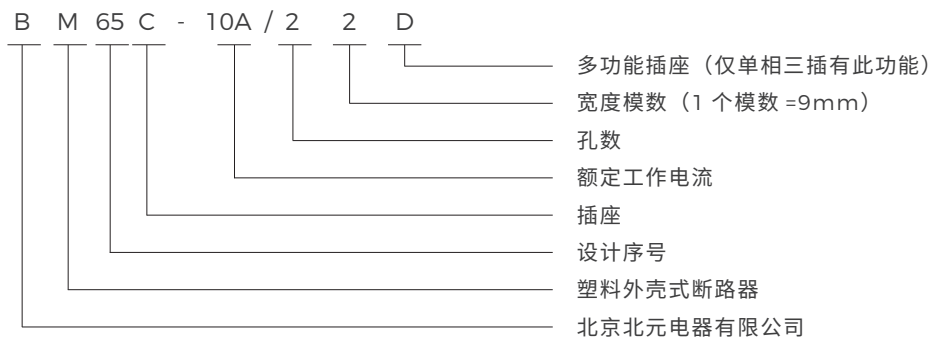 B M 65 C - 10A / 2 2 D
多功能插座（仅单相三插有此功能）
宽度模数（1 个模数 =9mm）
孔数
额定工作电流
插座
设计序号
塑料外壳式断路器
北京北元电器有限公司